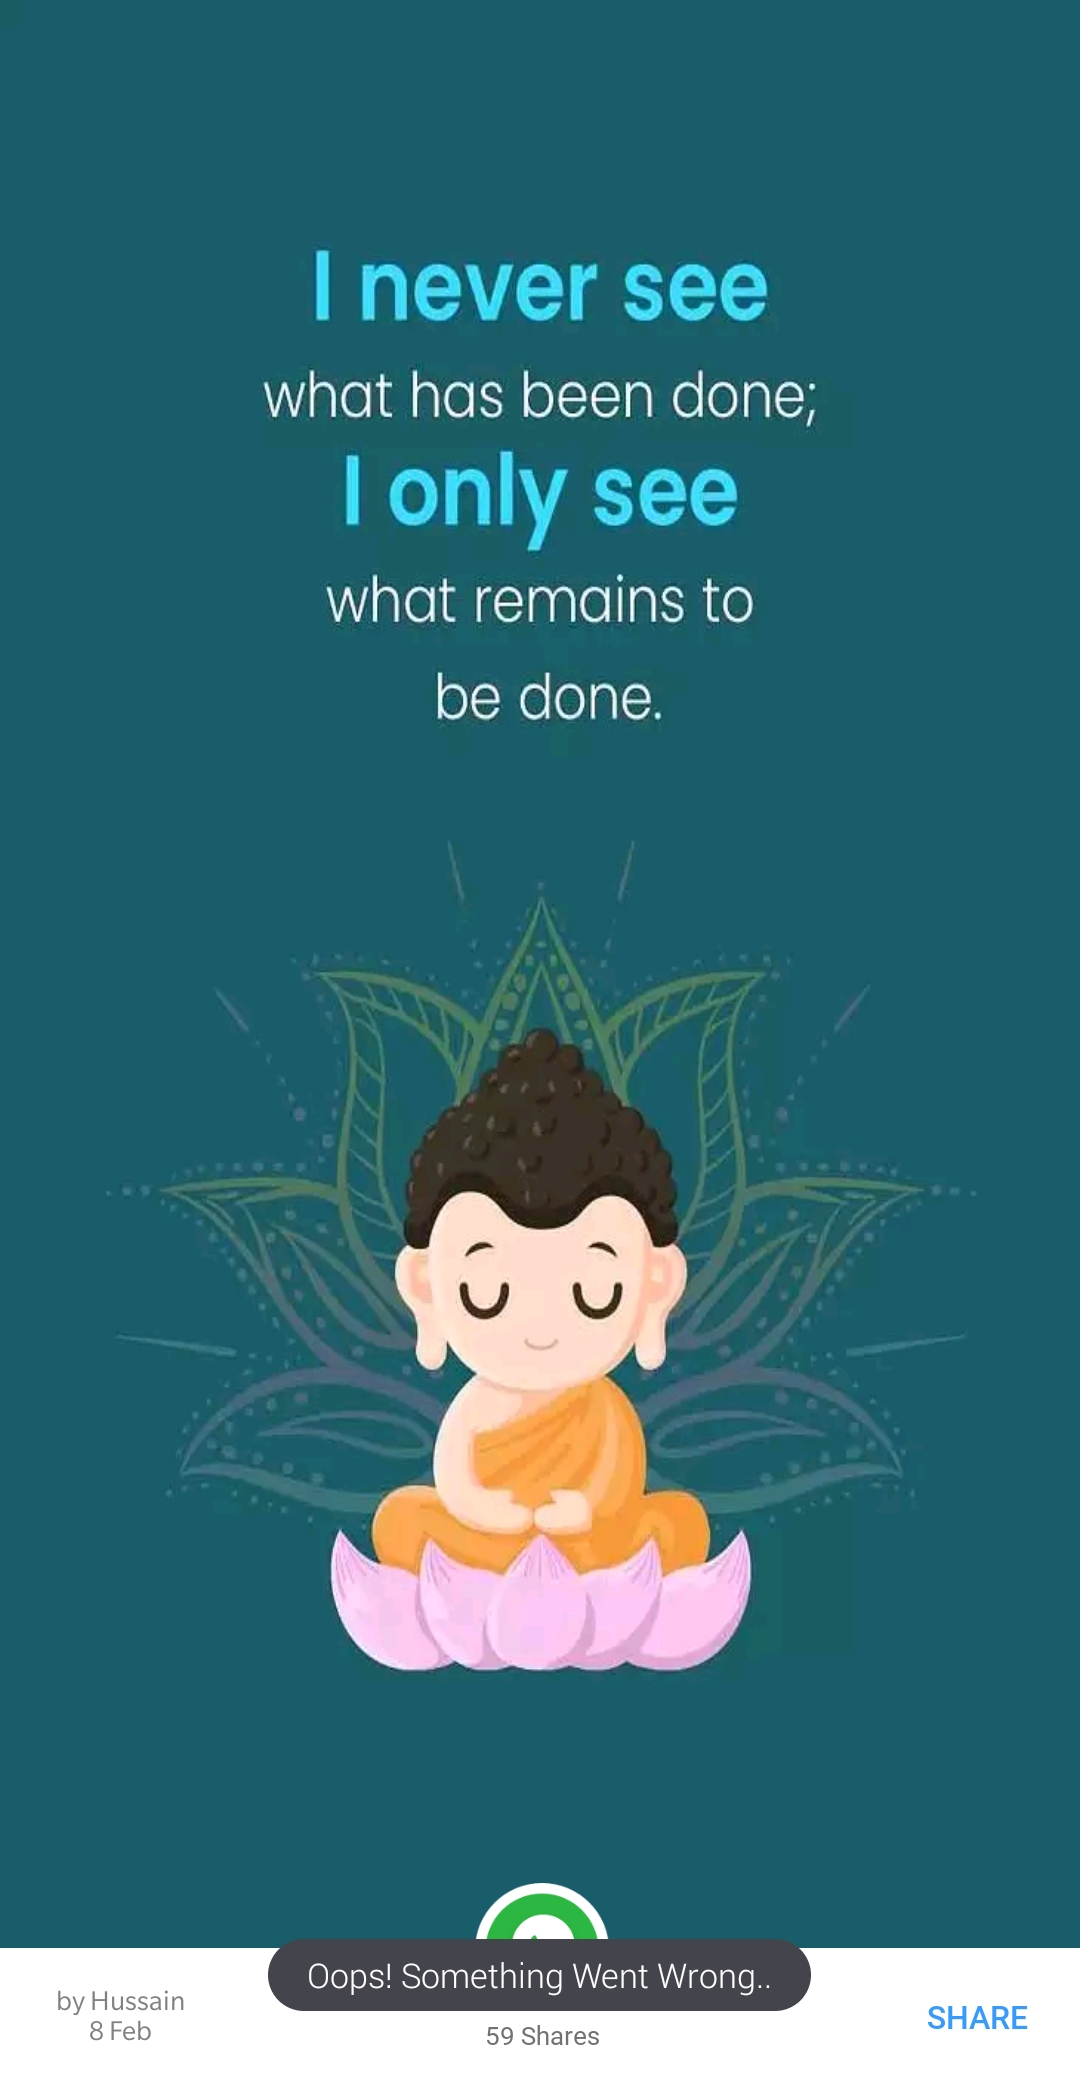 I never see
what has been done;
I only see
what remains to
be done.
Oops! Something Went Wrong..
by Hussain
8 Feb
59 Shares
SHARE